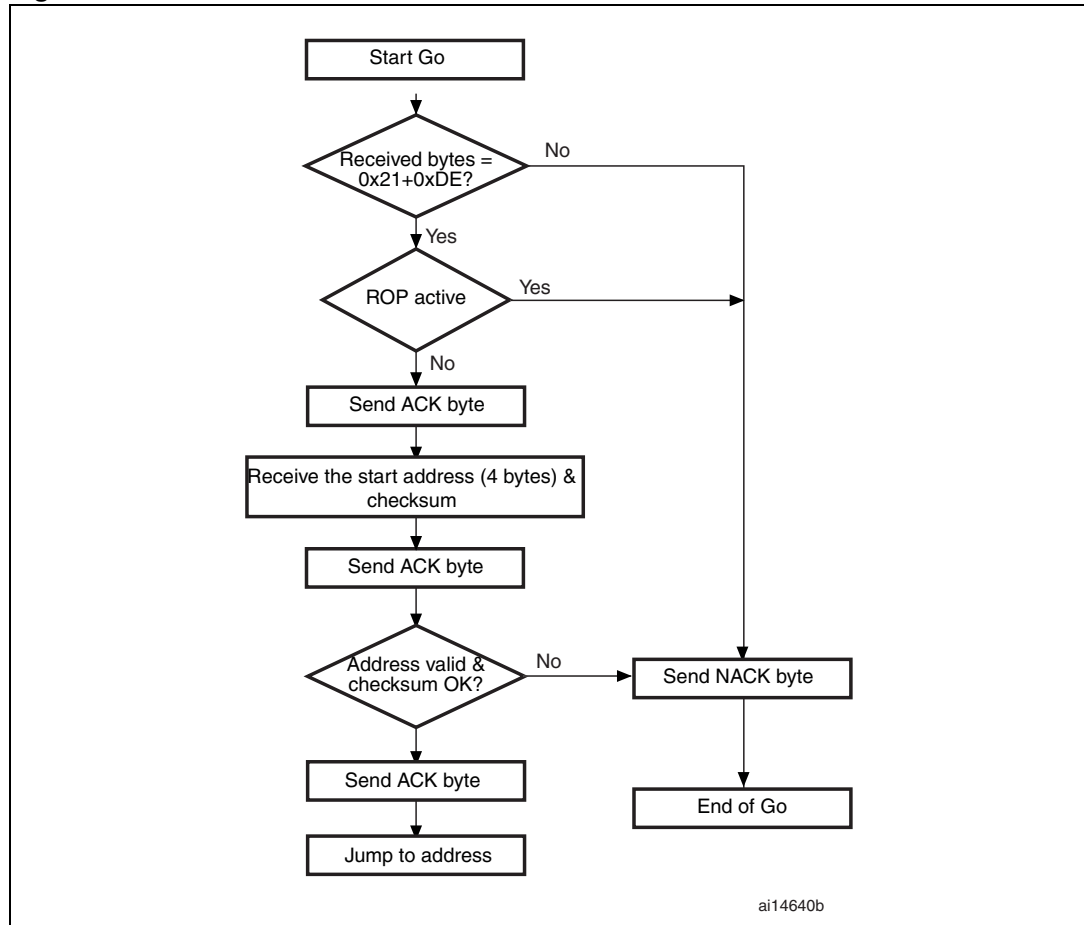 Start Go
Received bytes =
0x21+0xDE?
No
Yes
ROP active
Yes
No
Send ACK byte
Receive the start address (4 bytes) &
checksum
Send ACK byte
Address valid &
checksum OK?
No
Send NACK byte
Send ACK byte
End of Go
Jump to address
ai14640b